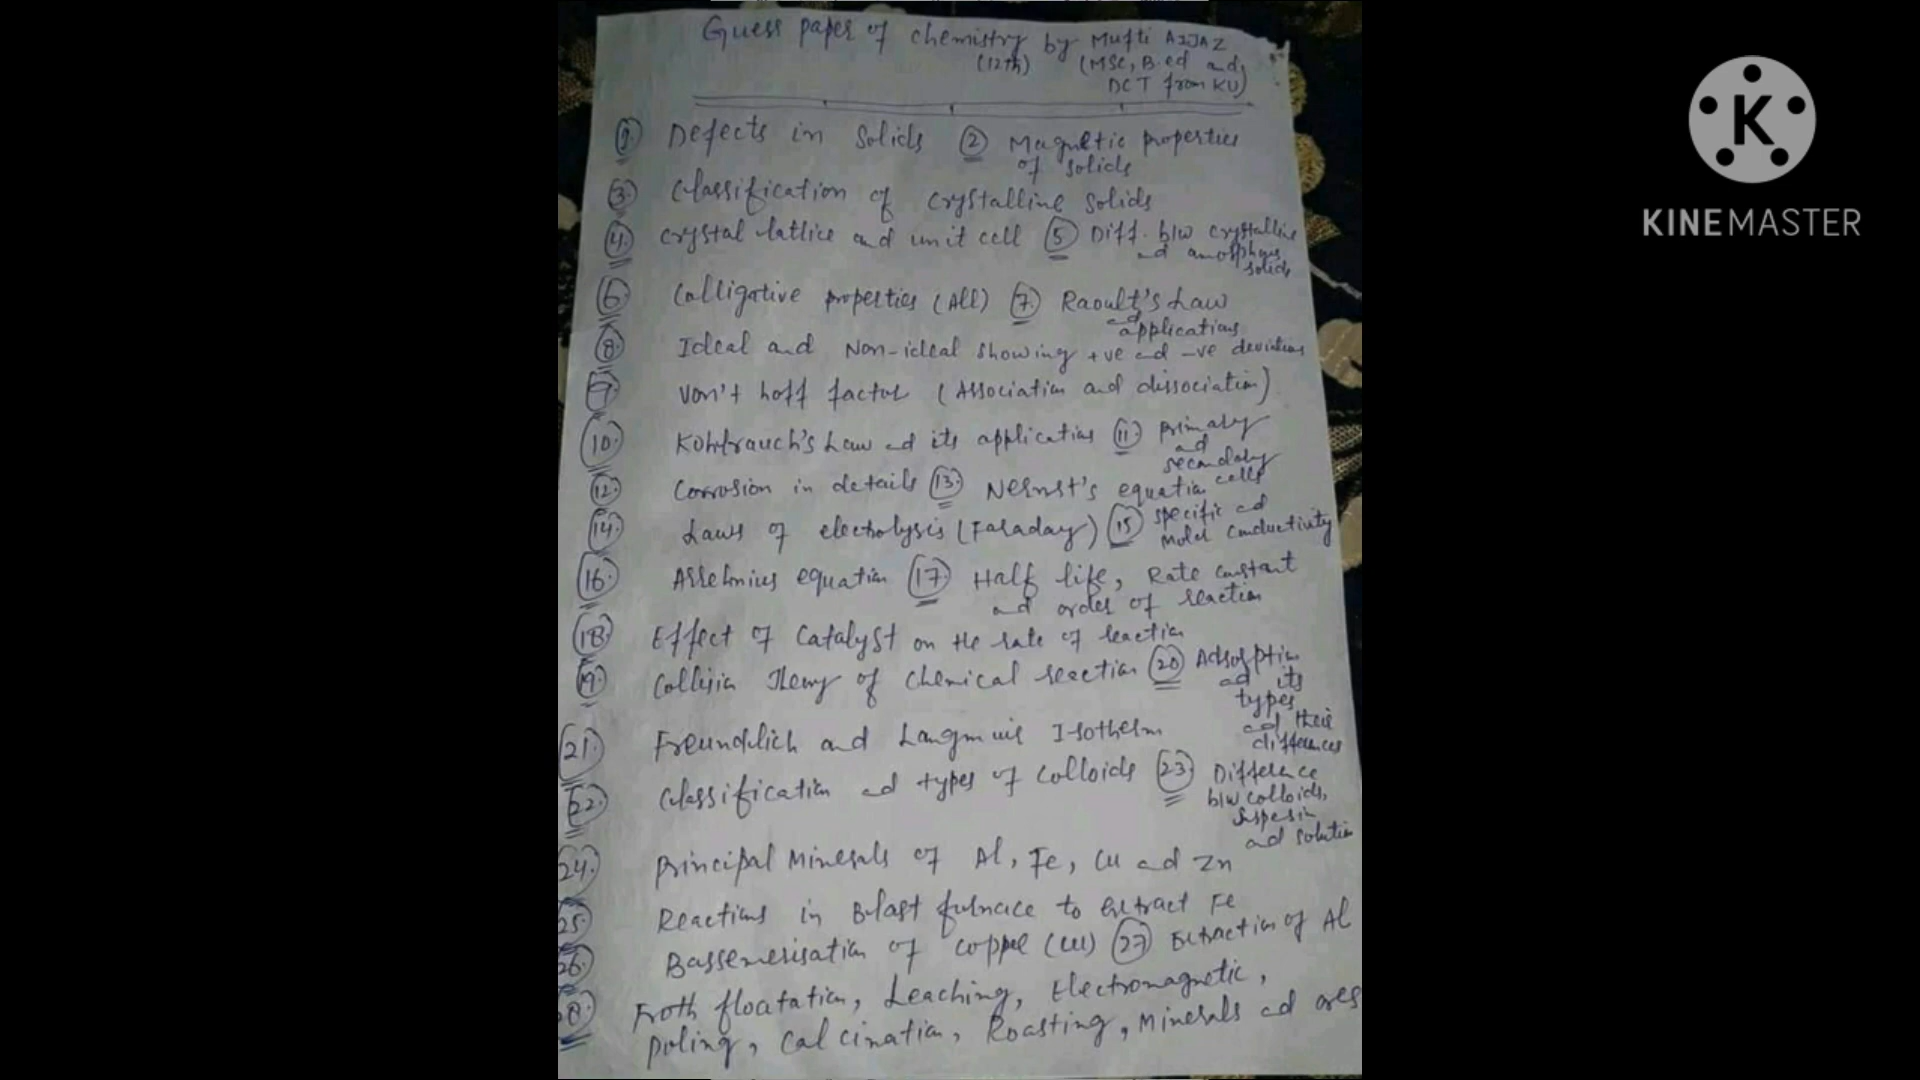 Guess paper of chemistry by Mufti AIJAZ
(12th) (MSc, B.ed and
DCT from KU)
1. Defects in Solids 2 Magnetic properties
of solids
3. Classification of crystalline solids
4. Crystal lattice and unit cell 5 Diff. b/w crystalline
and amorphous
solids
6. Colligative properties (All) 7. Raoult's Law
and
applications
8. Ideal and Non-ideal showing +ve and -ve deviations
9. Von't hoff factor (Association and dissociation)
10. Kohlrauch's Law and its applications 11. primary
and
secondary
cells
12. Corrosion in details 13. Nernst's equation
14. Laws of electrolysis (Faraday) 15 specific and
molar conductivity
16. Arrehnius equation 17. Half life, Rate constant
and order of reaction
18. Effect of Catalyst on the rate of reaction
19. Collision Theory of chemical reaction 20 Adsorption
and its
types
and their
differences
21. Freundlich and Langmuir Isotherm
22. Classification and types of colloids 23. Difference
b/w colloids,
and solution
24. principal Minerals of Al, Fe, Cu and Zn
25. Reactions in Blast furnace to extract Fe
26. Bassemerisation of copper (Cu) 27 Extraction of Al
28. Froth floatation, Leaching, Electromagnetic,
poling, Calcination, Roasting, Minerals and ores
K
KINEMASTER